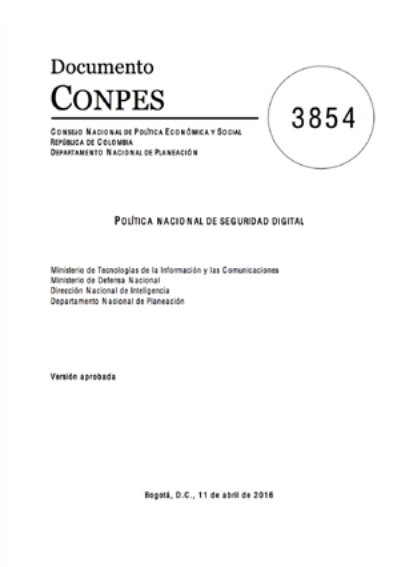 Documento
CONPES
3854
CONSEJO NACIONAL DE POLÍTICA ECONÓMICA Y SOCIAL
REPÚBLICA DE COLOMBIA
DEPARTAMENTO NACIONAL DE PLANEACIÓN
POLÍTICA NACIONAL DE SEGURIDAD DIGITAL
Ministerio de Tecnologías de la Información y las Comunicaciones
Ministerio de Defensa Nacional
Dirección Nacional de Inteligencia
Departamento Nacional de Planeación
Versión aprobada
Bogotá, D.C., 11 de abril de 2016